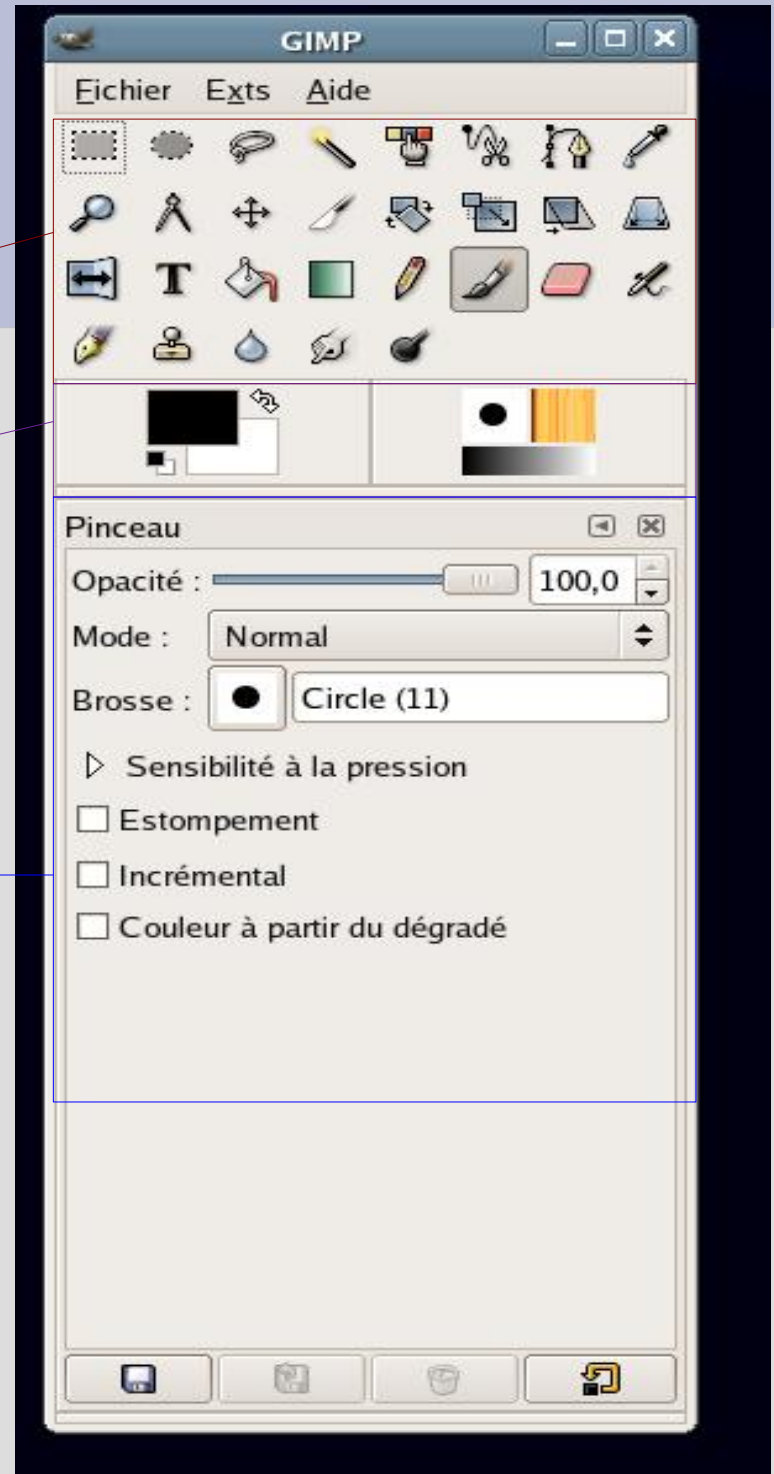 GIMP
Fichier Exts Aide
Pinceau
Opacité : 100,0
Mode : Normal
Brosse : Circle (11)
Sensibilité à la pression
Estompement
Incrémental
Couleur à partir du dégradé